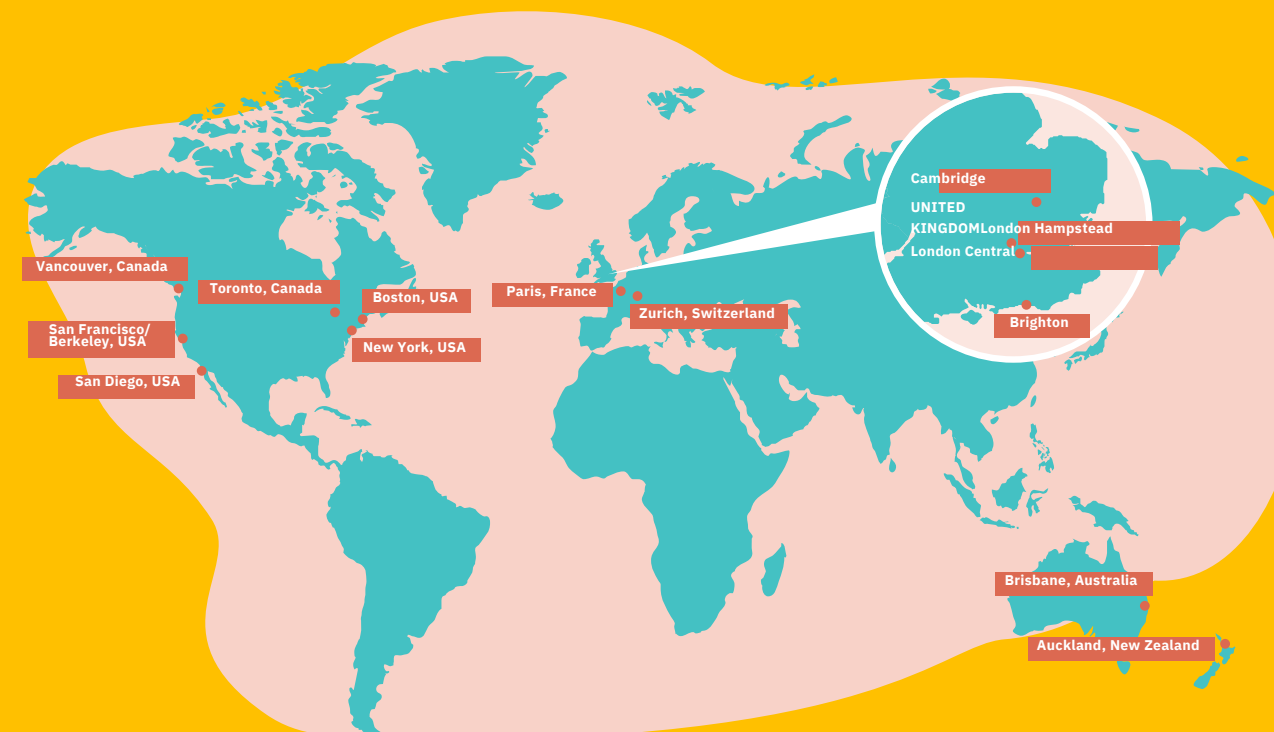 Cambridge
UNITED
KINGDOMLondon Hampstead
London Central
Vancouver, Canada
Toronto, Canada
Boston, USA
Paris, France
Zurich, Switzerland
Brighton
San Francisco/
Berkeley, USA
New York, USA
San Diego, USA
Brisbane, Australia
Auckland, New Zealand